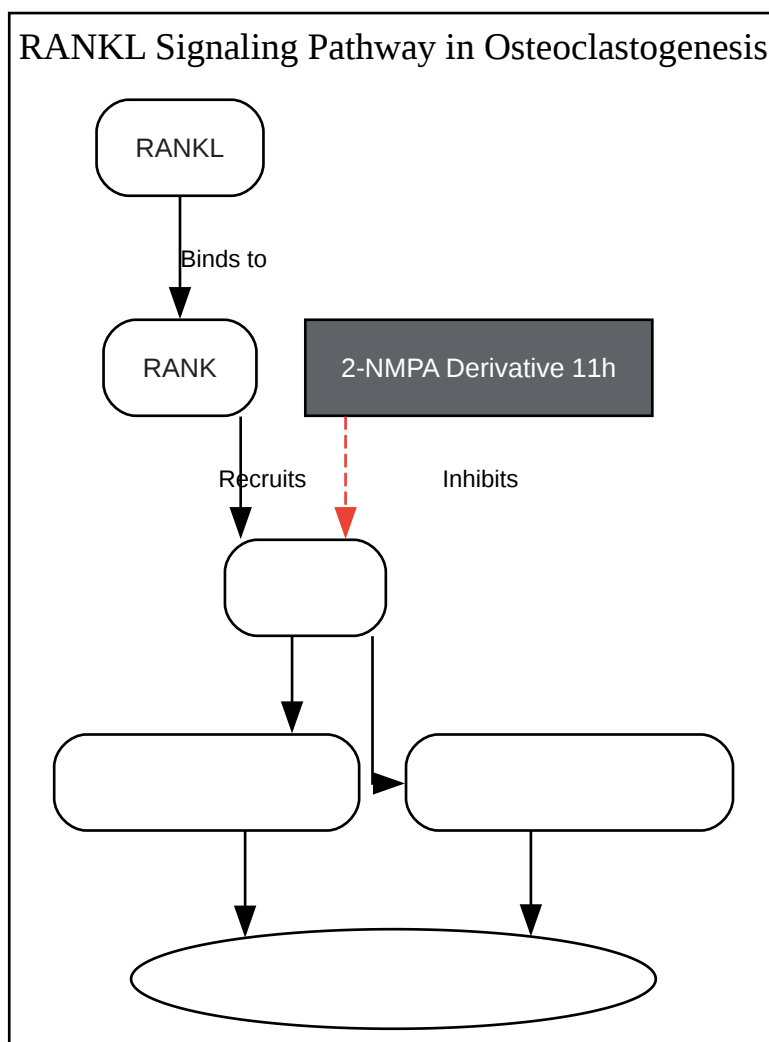 RANKL Signaling Pathway in Osteoclastogenesis
RANKL
Binds to
RANK
2-NMPA Derivative 11h
Recruits
Inhibits